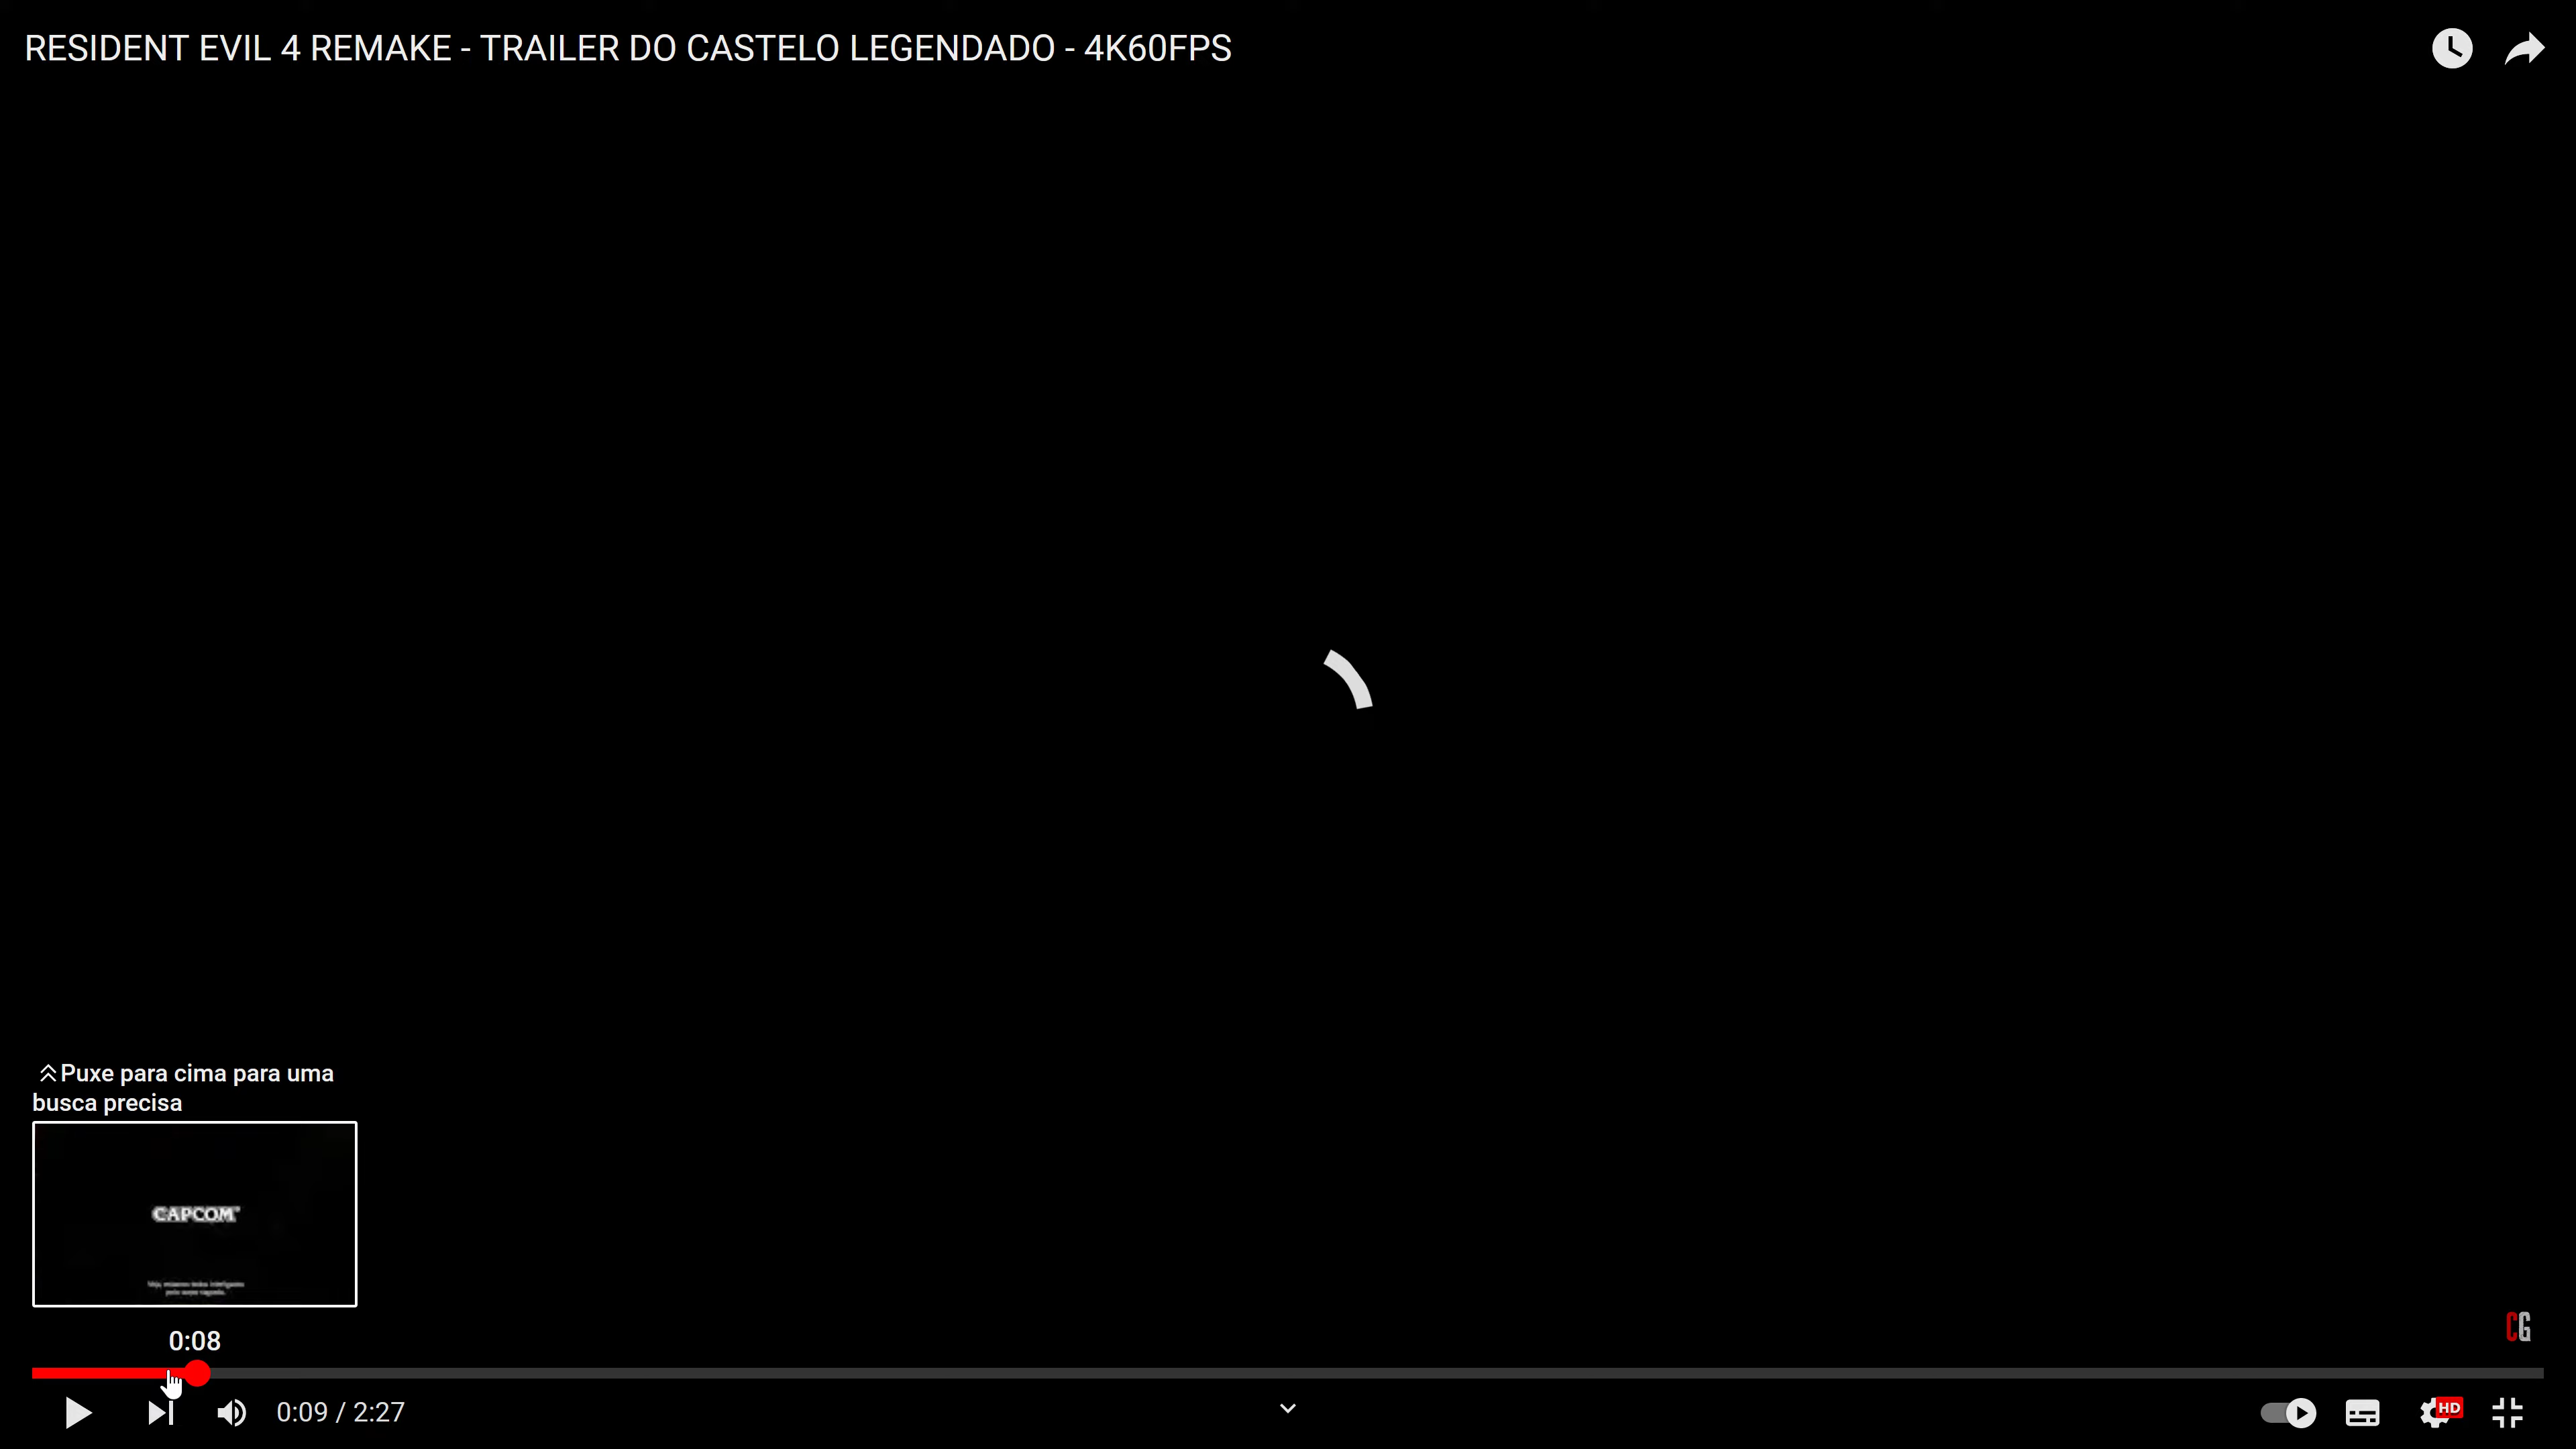 RESIDENT EVIL 4 REMAKE - TRAILER DO CASTELO LEGENDADO - 4K60FPS
Puxe para cima para uma
busca precisa
CAPCOM
0:08
CG
0:09 / 2:27
HD